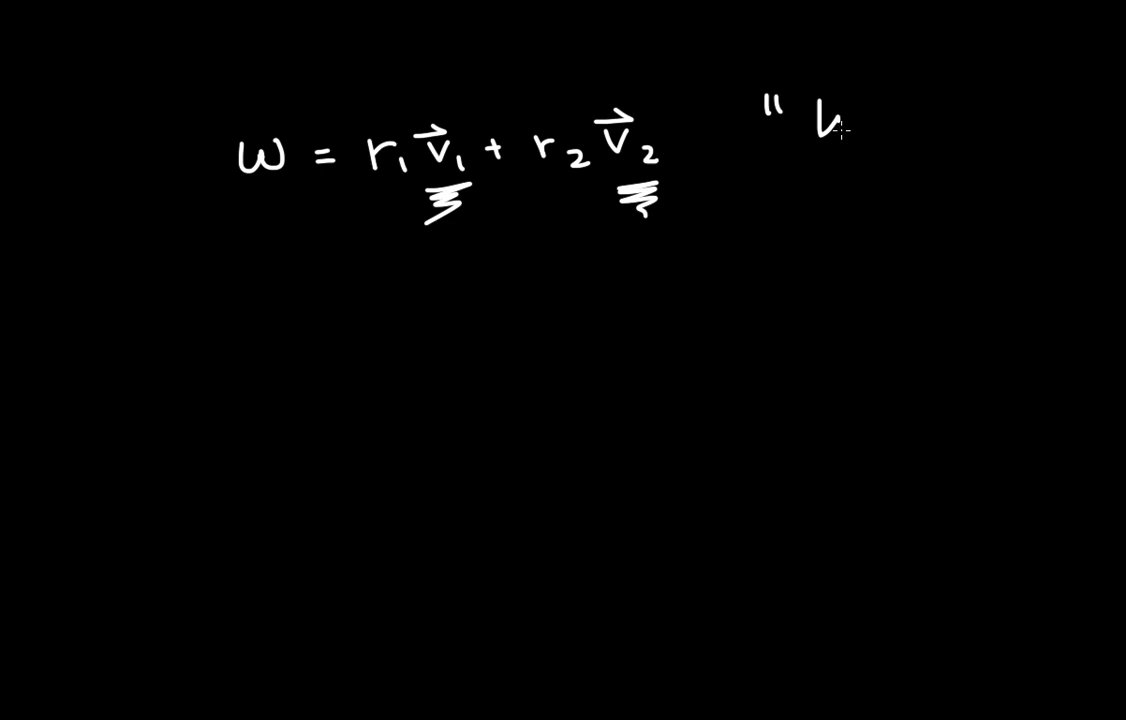 w = r₁v⃗₁ + r₂v⃗₂ "